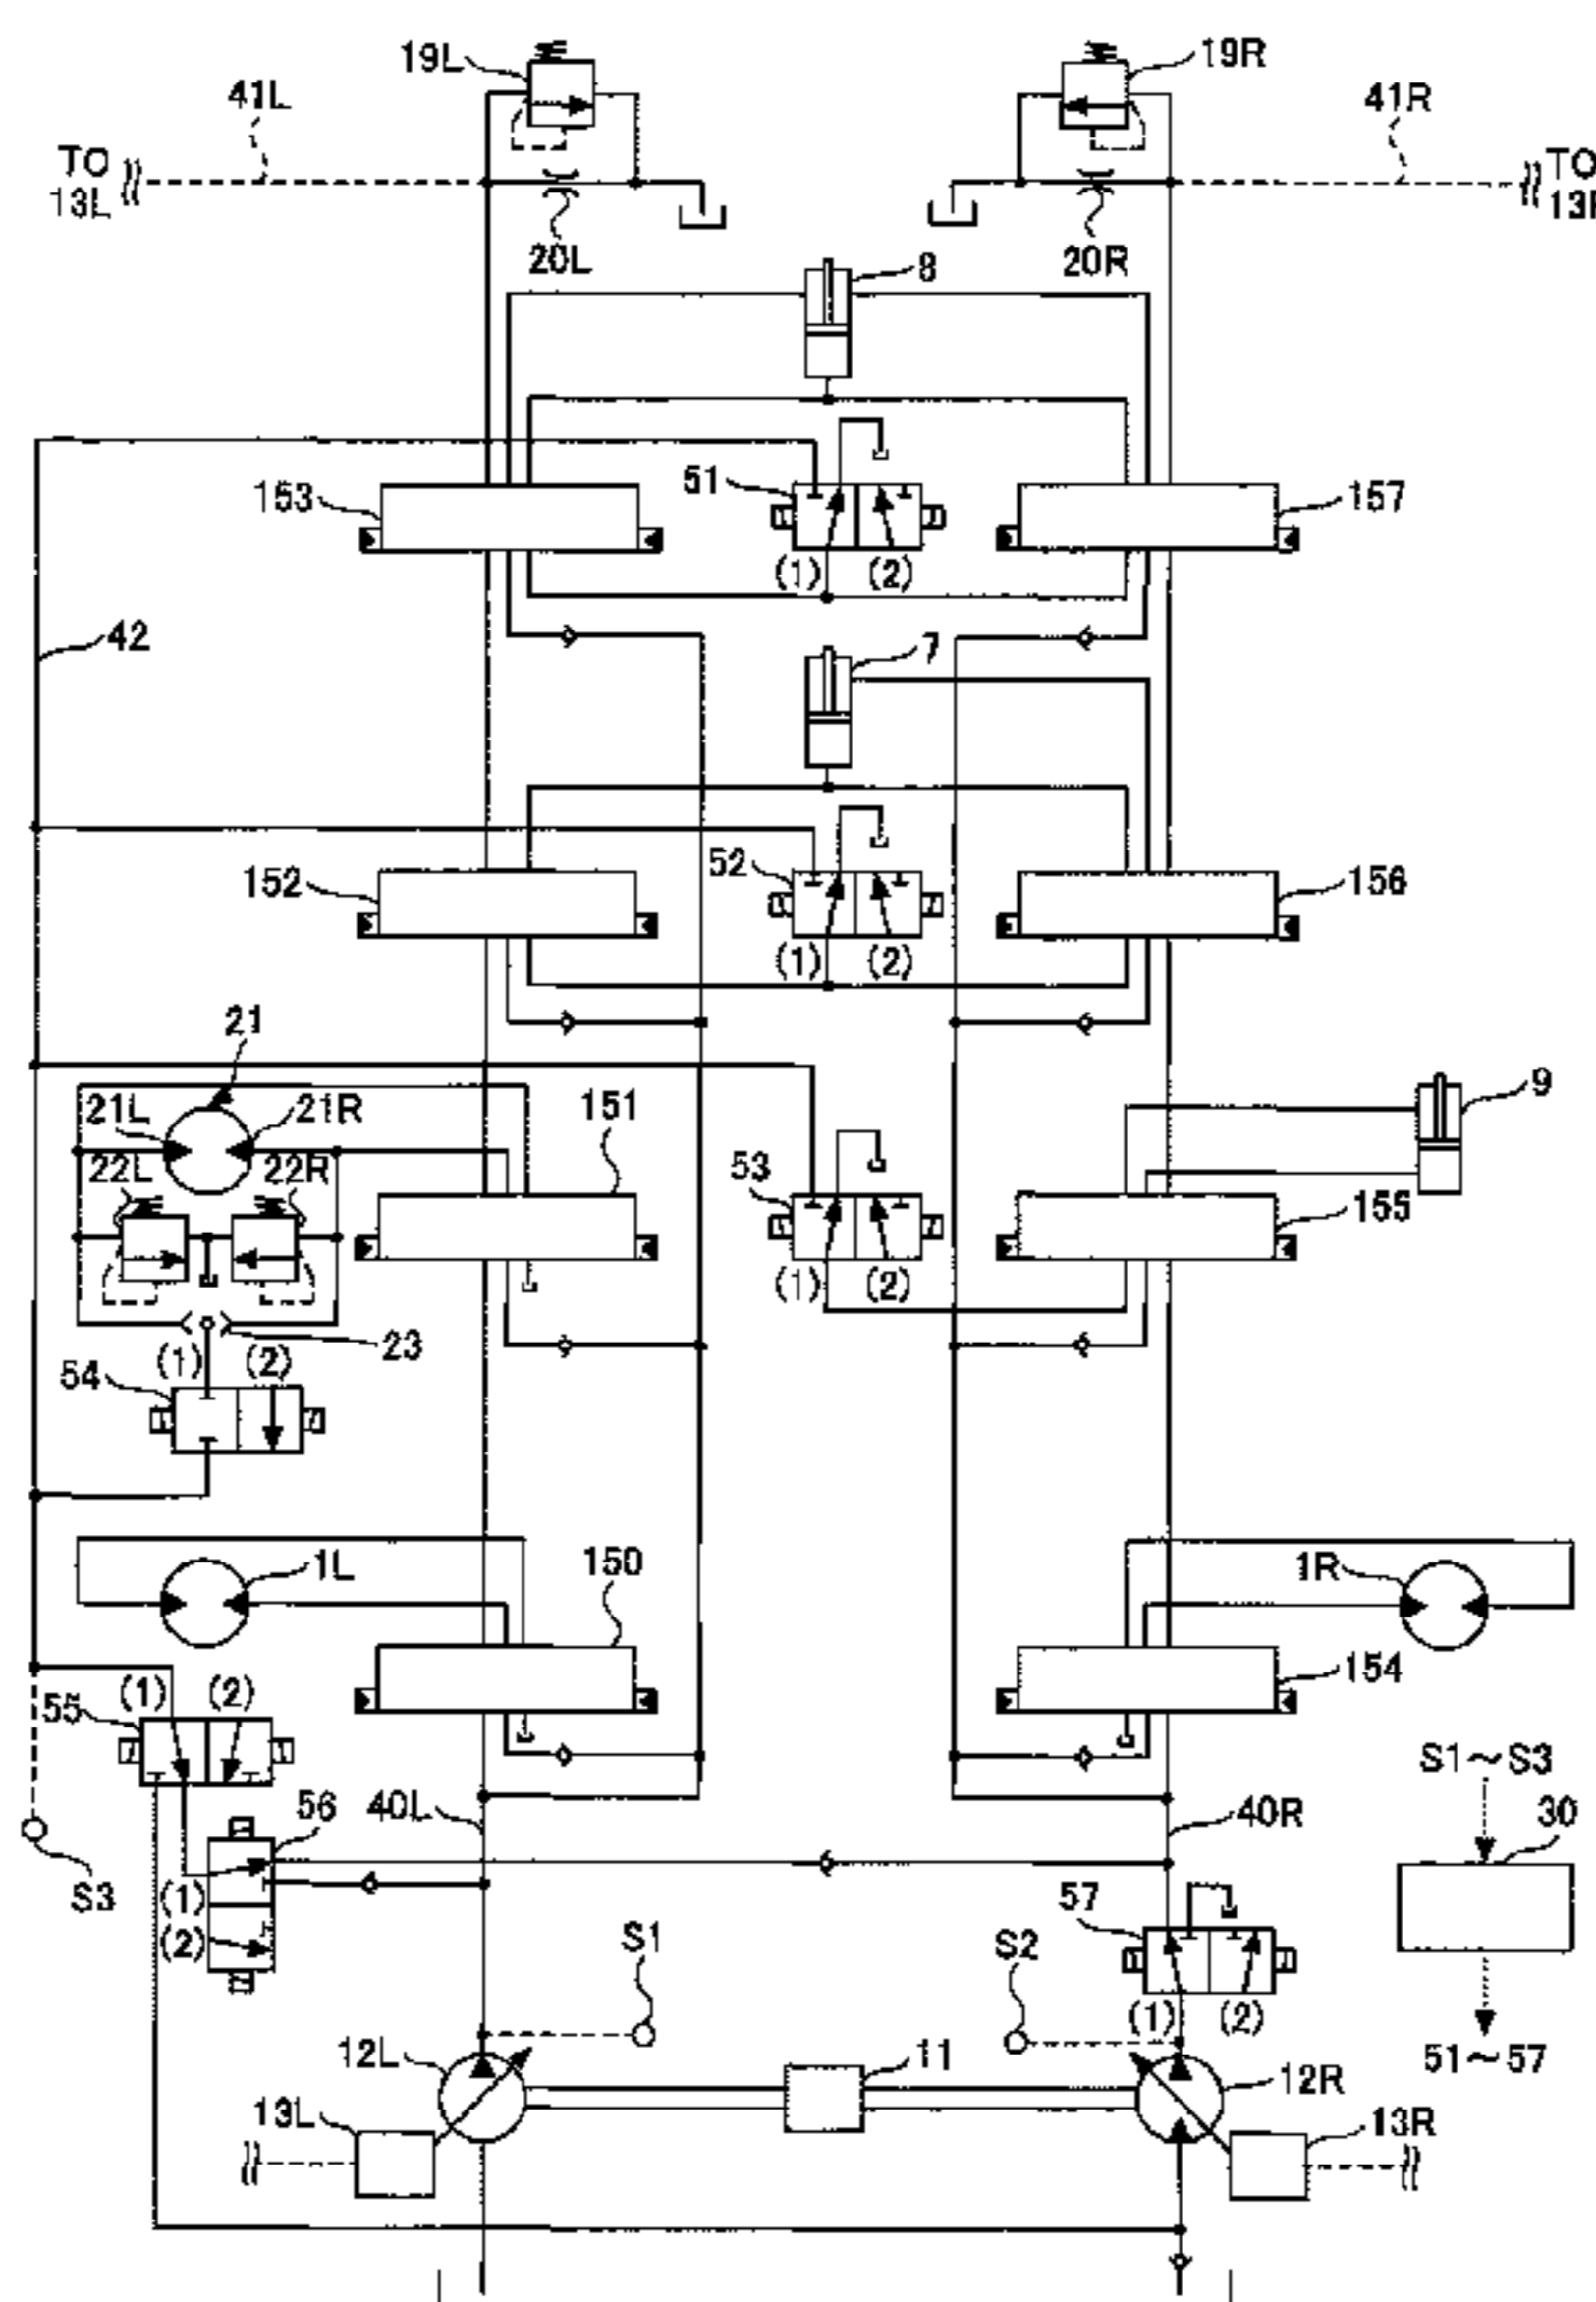 19L
19R
41L
41R
TO
13L
TO
20L
20R
8
153
51
157
(1)
(2)
42
7
152
52
156
(1)
(2)
21
21L
21R
151
9
22L
22R
53
155
(1)
(2)
23
(1)
(2)
54
1L
150
1R
154
55
(1)
(2)
S1~S3
56
40L
40R
30
S3
(1)
(2)
57
S1
S2
(1)
(2)
12L
11
12R
51~57
13L
13R